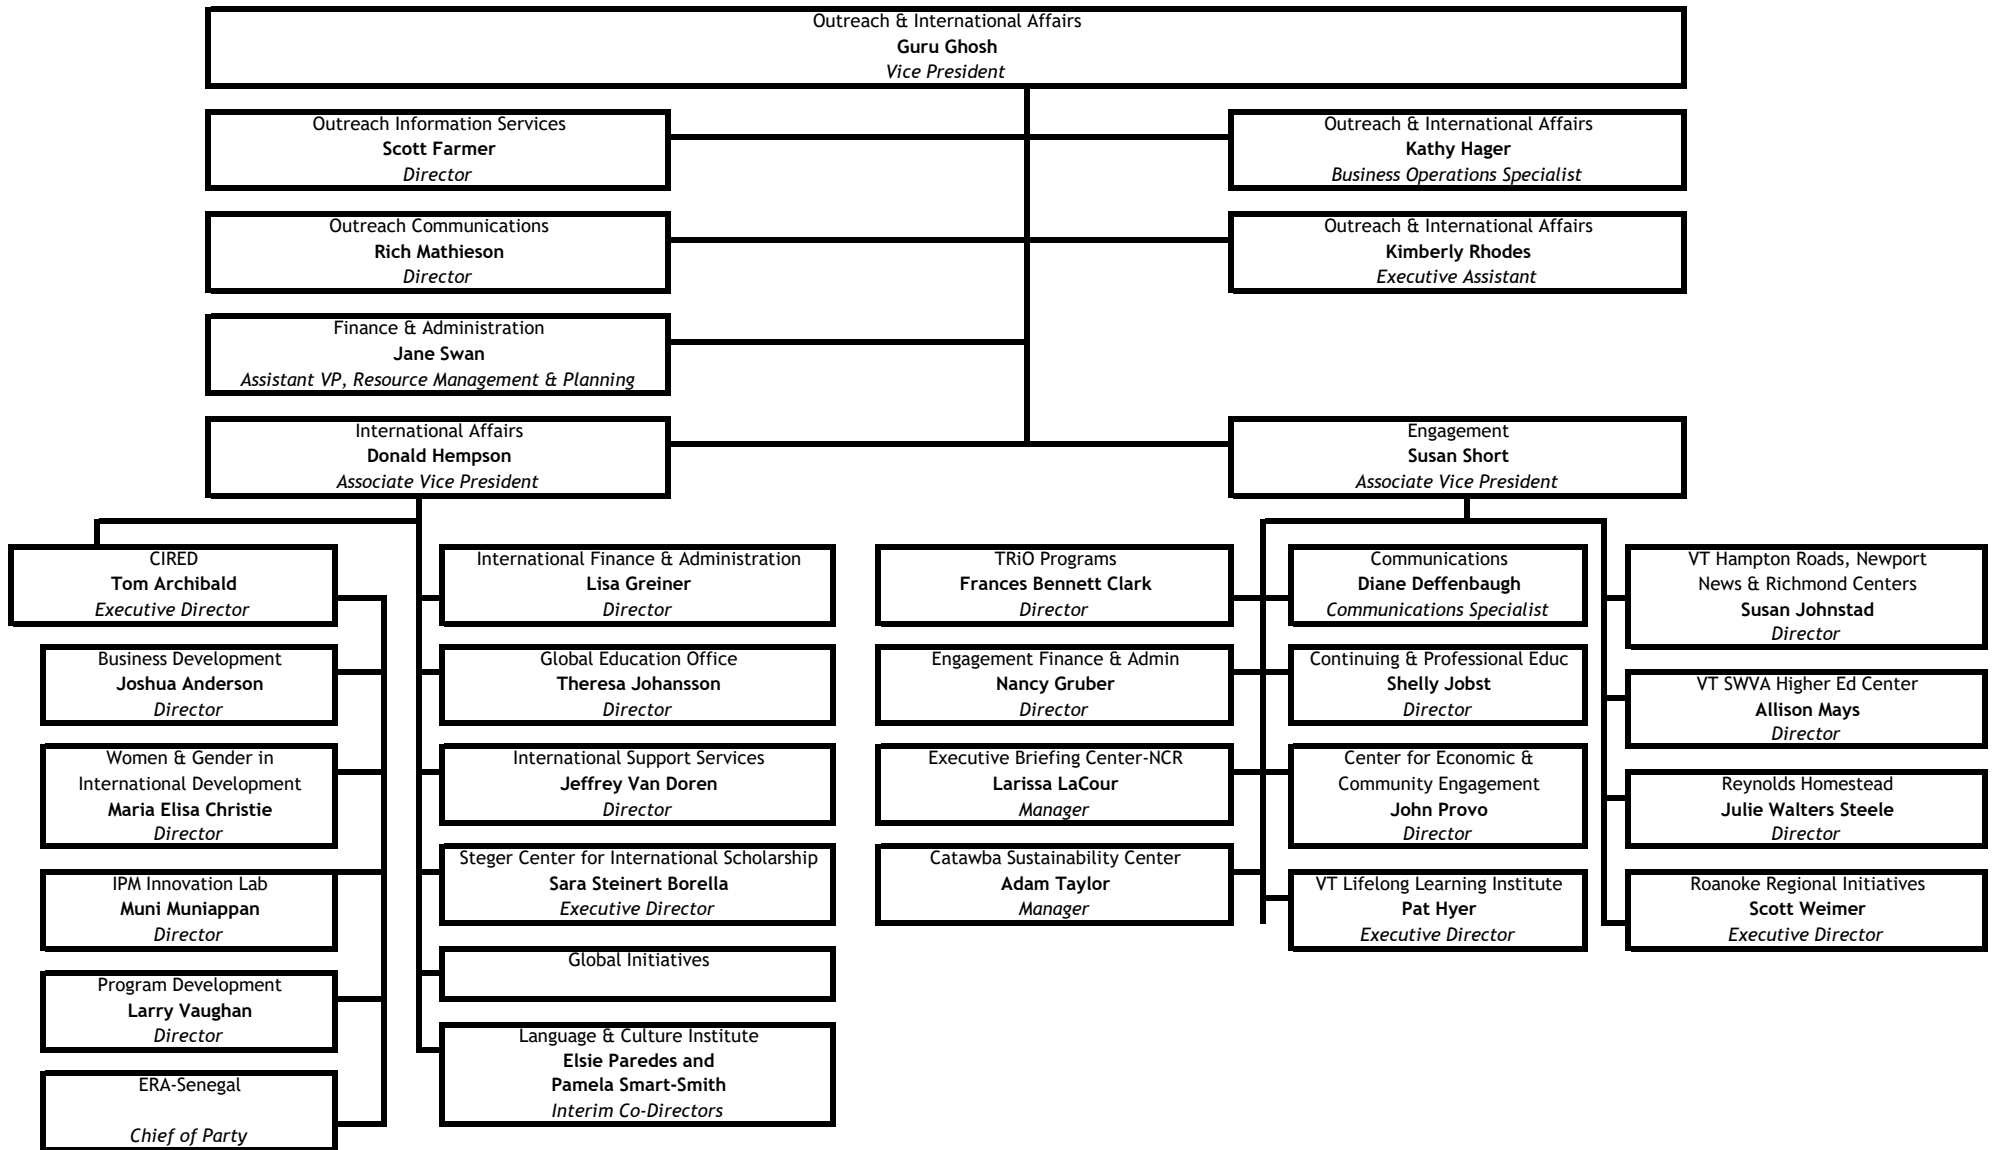 Outreach & International Affairs
Guru Ghosh
Vice President
Outreach Information Services
Scott Farmer
Director
Outreach & International Affairs
Kathy Hager
Business Operations Specialist
Outreach Communications
Rich Mathieson
Director
Outreach & International Affairs
Kimberly Rhodes
Executive Assistant
Finance & Administration
Jane Swan
Assistant VP, Resource Management & Planning
International Affairs
Donald Hempson
Associate Vice President
Engagement
Susan Short
Associate Vice President
CIRED
Tom Archibald
Executive Director
Business Development
Joshua Anderson
Director
Women & Gender in
International Development
Maria Elisa Christie
Director
IPM Innovation Lab
Muni Muniappan
Director
Program Development
Larry Vaughan
Director
ERA-Senegal
Chief of Party
International Finance & Administration
Lisa Greiner
Director
Global Education Office
Theresa Johansson
Director
International Support Services
Jeffrey Van Doren
Director
Steger Center for International Scholarship
Sara Steinert Borella
Executive Director
Global Initiatives
Language & Culture Institute
Elsie Paredes and
Pamela Smart-Smith
Interim Co-Directors
TRiO Programs
Frances Bennett Clark
Director
Engagement Finance & Admin
Nancy Gruber
Director
Executive Briefing Center-NCR
Larissa LaCour
Manager
Catawba Sustainability Center
Adam Taylor
Manager
Communications
Diane Deffenbaugh
Communications Specialist
Continuing & Professional Educ
Shelly Jobst
Director
Center for Economic &
Community Engagement
John Provo
Director
VT Lifelong Learning Institute
Pat Hyer
Executive Director
VT Hampton Roads, Newport
News & Richmond Centers
Susan Johnstad
Director
VT SWVA Higher Ed Center
Allison Mays
Director
Reynolds Homestead
Julie Walters Steele
Director
Roanoke Regional Initiatives
Scott Weimer
Executive Director